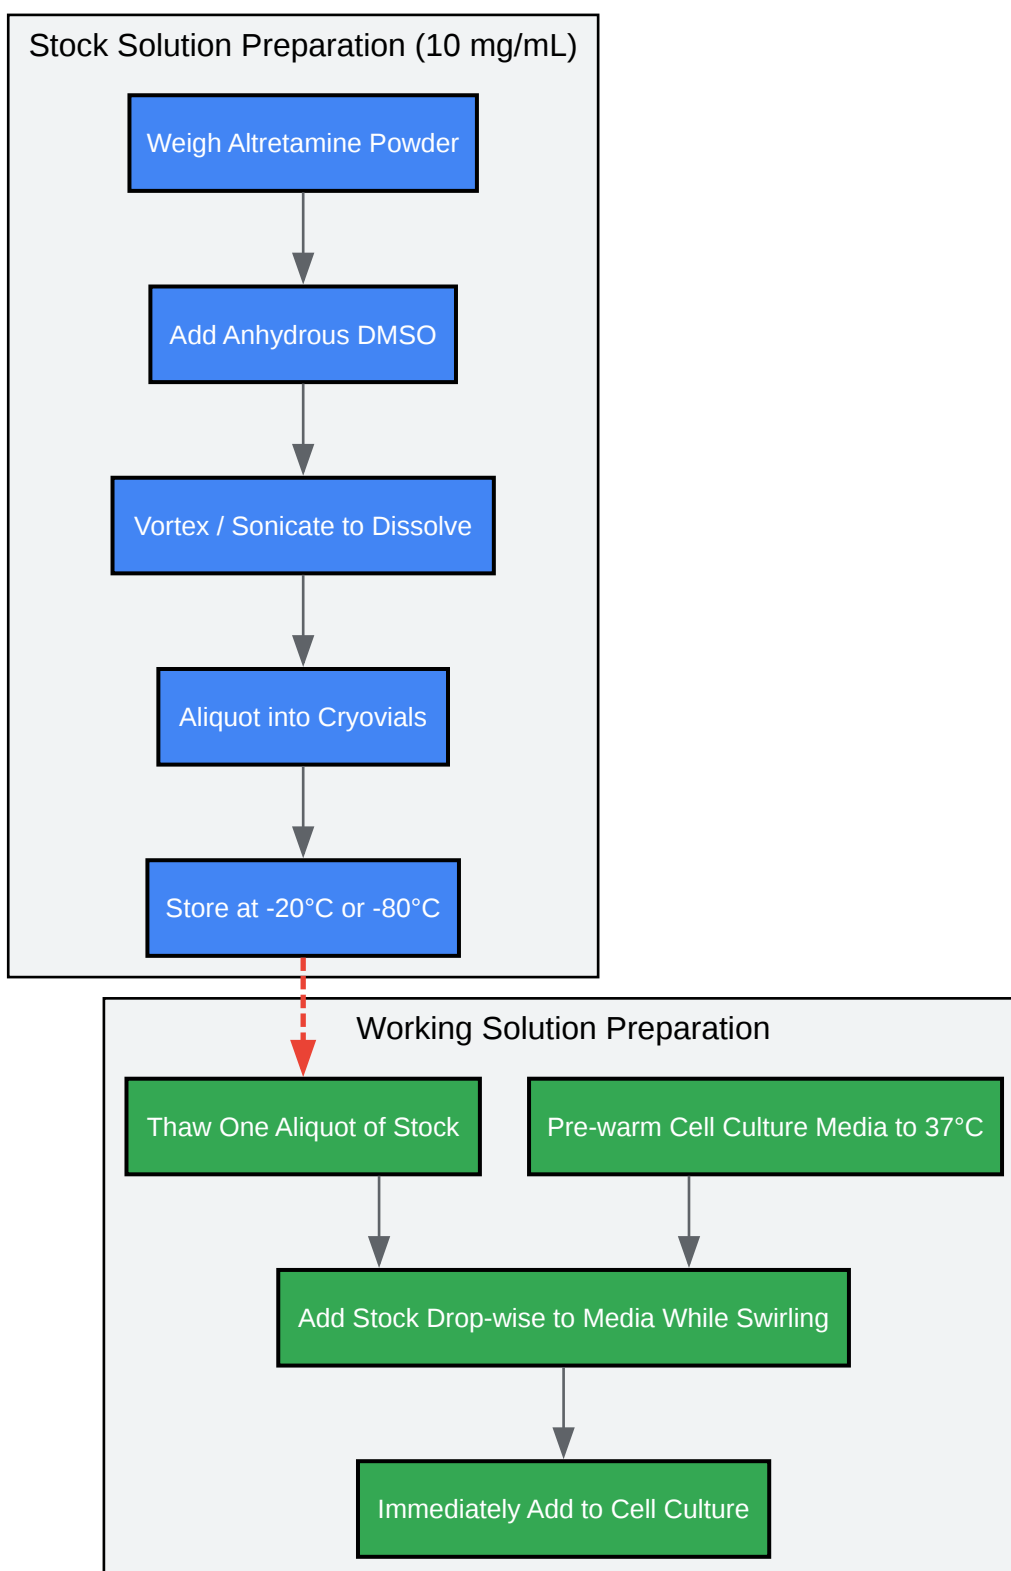 Stock Solution Preparation (10 mg/mL)
Weigh Altretamine Powder
Add Anhydrous DMSO
Vortex / Sonicate to Dissolve
Aliquot into Cryovials
Store at -20°C or -80°C
Working Solution Preparation
Thaw One Aliquot of Stock
Pre-warm Cell Culture Media to 37°C
Add Stock Drop-wise to Media While Swirling
Immediately Add to Cell Culture